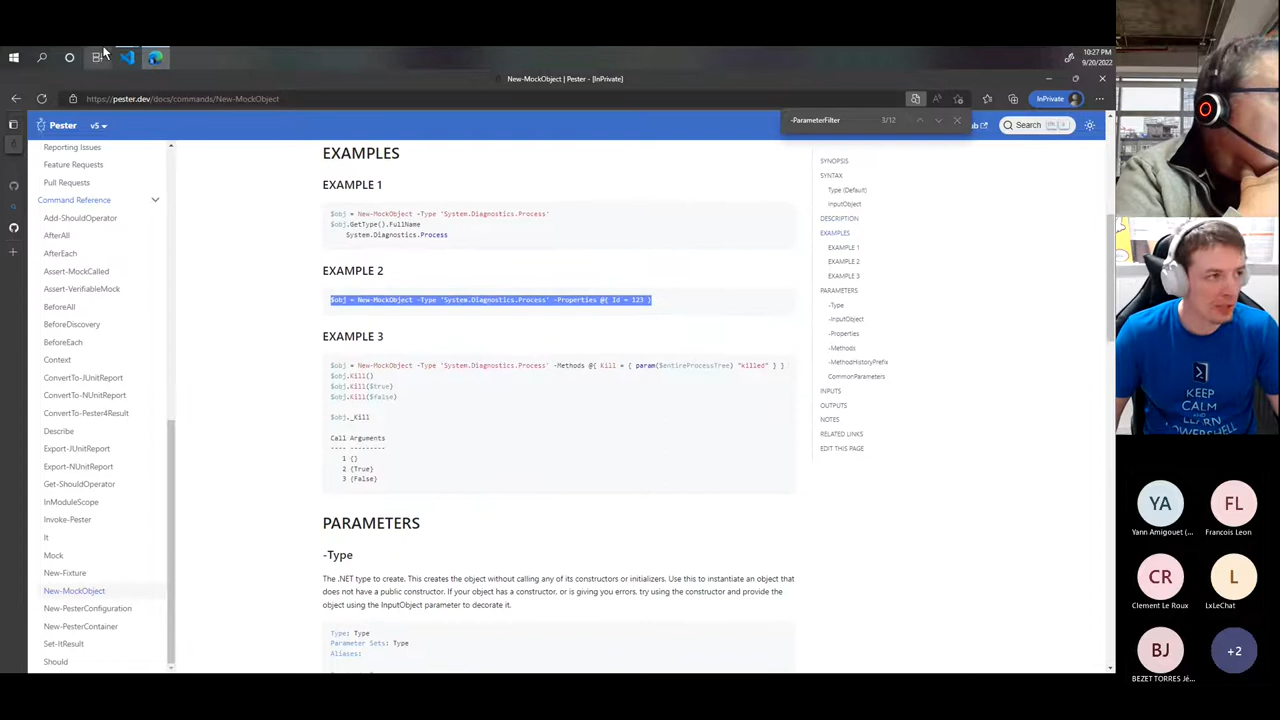 10:27 PM
9/20/2022
New-MockObject | Pester - [InPrivate]
https://pester.dev/docs/commands/New-MockObject
InPrivate
-ParameterFilter
3/12
Pester
v5
Search
Reporting Issues
Feature Requests
Pull Requests
Command Reference
Add-ShouldOperator
AfterAll
AfterEach
Assert-MockCalled
Assert-VerifiableMock
BeforeAll
BeforeDiscovery
BeforeEach
Context
ConvertTo-JUnitReport
ConvertTo-NUnitReport
ConvertTo-Pester4Result
Describe
Export-JUnitReport
Export-NUnitReport
Get-ShouldOperator
InModuleScope
Invoke-Pester
It
Mock
New-Fixture
New-MockObject
New-PesterConfiguration
New-PesterContainer
Set-ItResult
Should
EXAMPLES
EXAMPLE 1
$obj = New-MockObject -Type 'System.Diagnostics.Process'
$obj.GetType().FullName
System.Diagnostics.Process
EXAMPLE 2
$obj = New-MockObject -Type 'System.Diagnostics.Process' -Properties @{ Id = 123 }
EXAMPLE 3
$obj = New-MockObject -Type 'System.Diagnostics.Process' -Methods @{ Kill = { param($entireProcessTree) "killed" } }
$obj.Kill()
$obj.Kill($true)
$obj.Kill($false)
$obj._Kill
Call Arguments
---- ---------
1 {}
2 {True}
3 {False}
PARAMETERS
-Type
The .NET type to create. This creates the object without calling any of its constructors or initializers. Use this to instantiate an object that
does not have a public constructor. If your object has a constructor, or is giving you errors, try using the constructor and provide the
object using the InputObject parameter to decorate it.
Type: Type
Parameter Sets: Type
Aliases:
SYNOPSIS
SYNTAX
Type (Default)
InputObject
DESCRIPTION
EXAMPLES
EXAMPLE 1
EXAMPLE 2
EXAMPLE 3
PARAMETERS
-Type
-InputObject
-Properties
-Methods
-MethodHistoryPrefix
CommonParameters
INPUTS
OUTPUTS
NOTES
RELATED LINKS
EDIT THIS PAGE
KEEP
CALM
AND
LEARN
POWERSHELL
YA
FL
Yann Amigouet (...
Francois Leon
CR
L
Clement Le Roux
LxLeChat
BJ
+2
BEZET TORRES Jé...